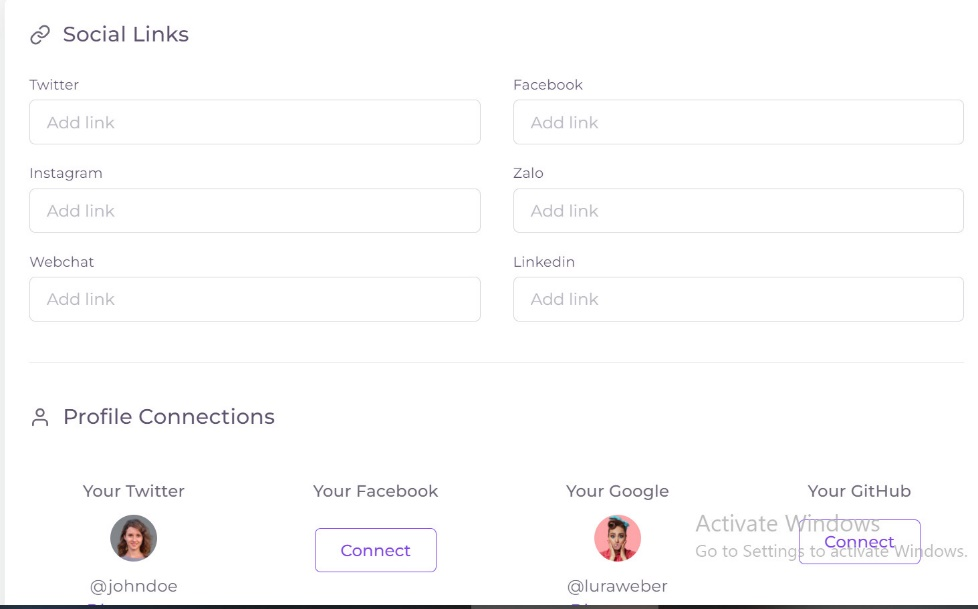 Social Links
Twitter
Facebook
Add link
Add link
Instagram
Zalo
Add link
Add link
Webchat
Linkedin
Add link
Add link
Profile Connections
Your Twitter
Your Facebook
Your Google
Your GitHub
Connect
Connect
@johndoe
@luraweber
Activate Windows
Go to Settings to activate Windows.